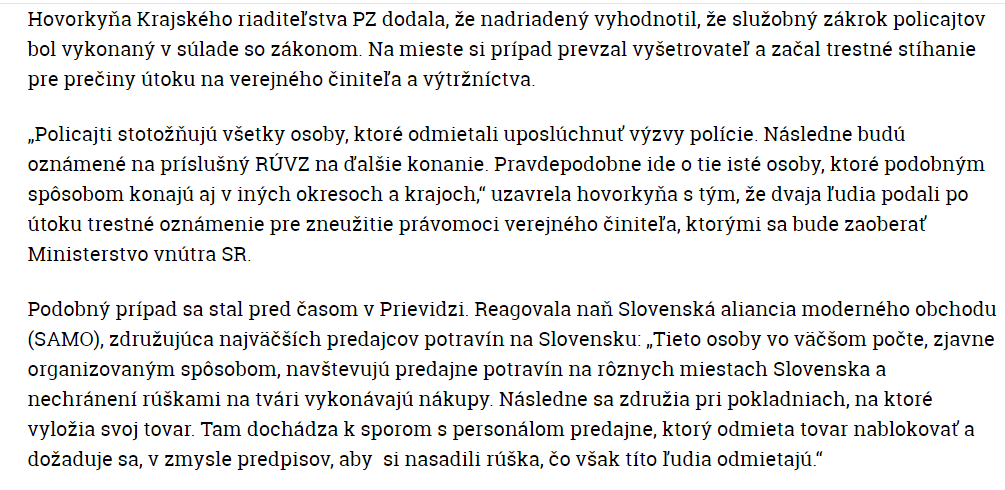 Hovorkyňa Krajského riaditeľstva PZ dodala, že nadriadený vyhodnotil, že služobný zákrok policajtov
bol vykonaný v súlade so zákonom. Na mieste si prípad prevzal vyšetrovateľ a začal trestné stíhanie
pre prečiny útoku na verejného činiteľa a výtržníctva.
„Policajti stotožňujú všetky osoby, ktoré odmietali uposlúchnuť výzvy polície. Následne budú
oznámené na príslušný RÚVZ na ďalšie konanie. Pravdepodobne ide o tie isté osoby, ktoré podobným
spôsobom konajú aj v iných okresoch a krajoch,“ uzavrela hovorkyňa s tým, že dvaja ľudia podali po
útoku trestné oznámenie pre zneužitie právomoci verejného činiteľa, ktorými sa bude zaoberať
Ministerstvo vnútra SR.
Podobný prípad sa stal pred časom v Prievidzi. Reagovala naň Slovenská aliancia moderného obchodu
(SAMO), združujúca najväčších predajcov potravín na Slovensku: „Tieto osoby vo väčšom počte, zjavne
organizovaným spôsobom, navštevujú predajne potravín na rôznych miestach Slovenska a
nechránení rúškami na tvári vykonávajú nákupy. Následne sa združia pri pokladniach, na ktoré
vyložia svoj tovar. Tam dochádza k sporom s personálom predajne, ktorý odmieta tovar nablokovať a
dožaduje sa, v zmysle predpisov, aby  si nasadili rúška, čo však títo ľudia odmietajú.“